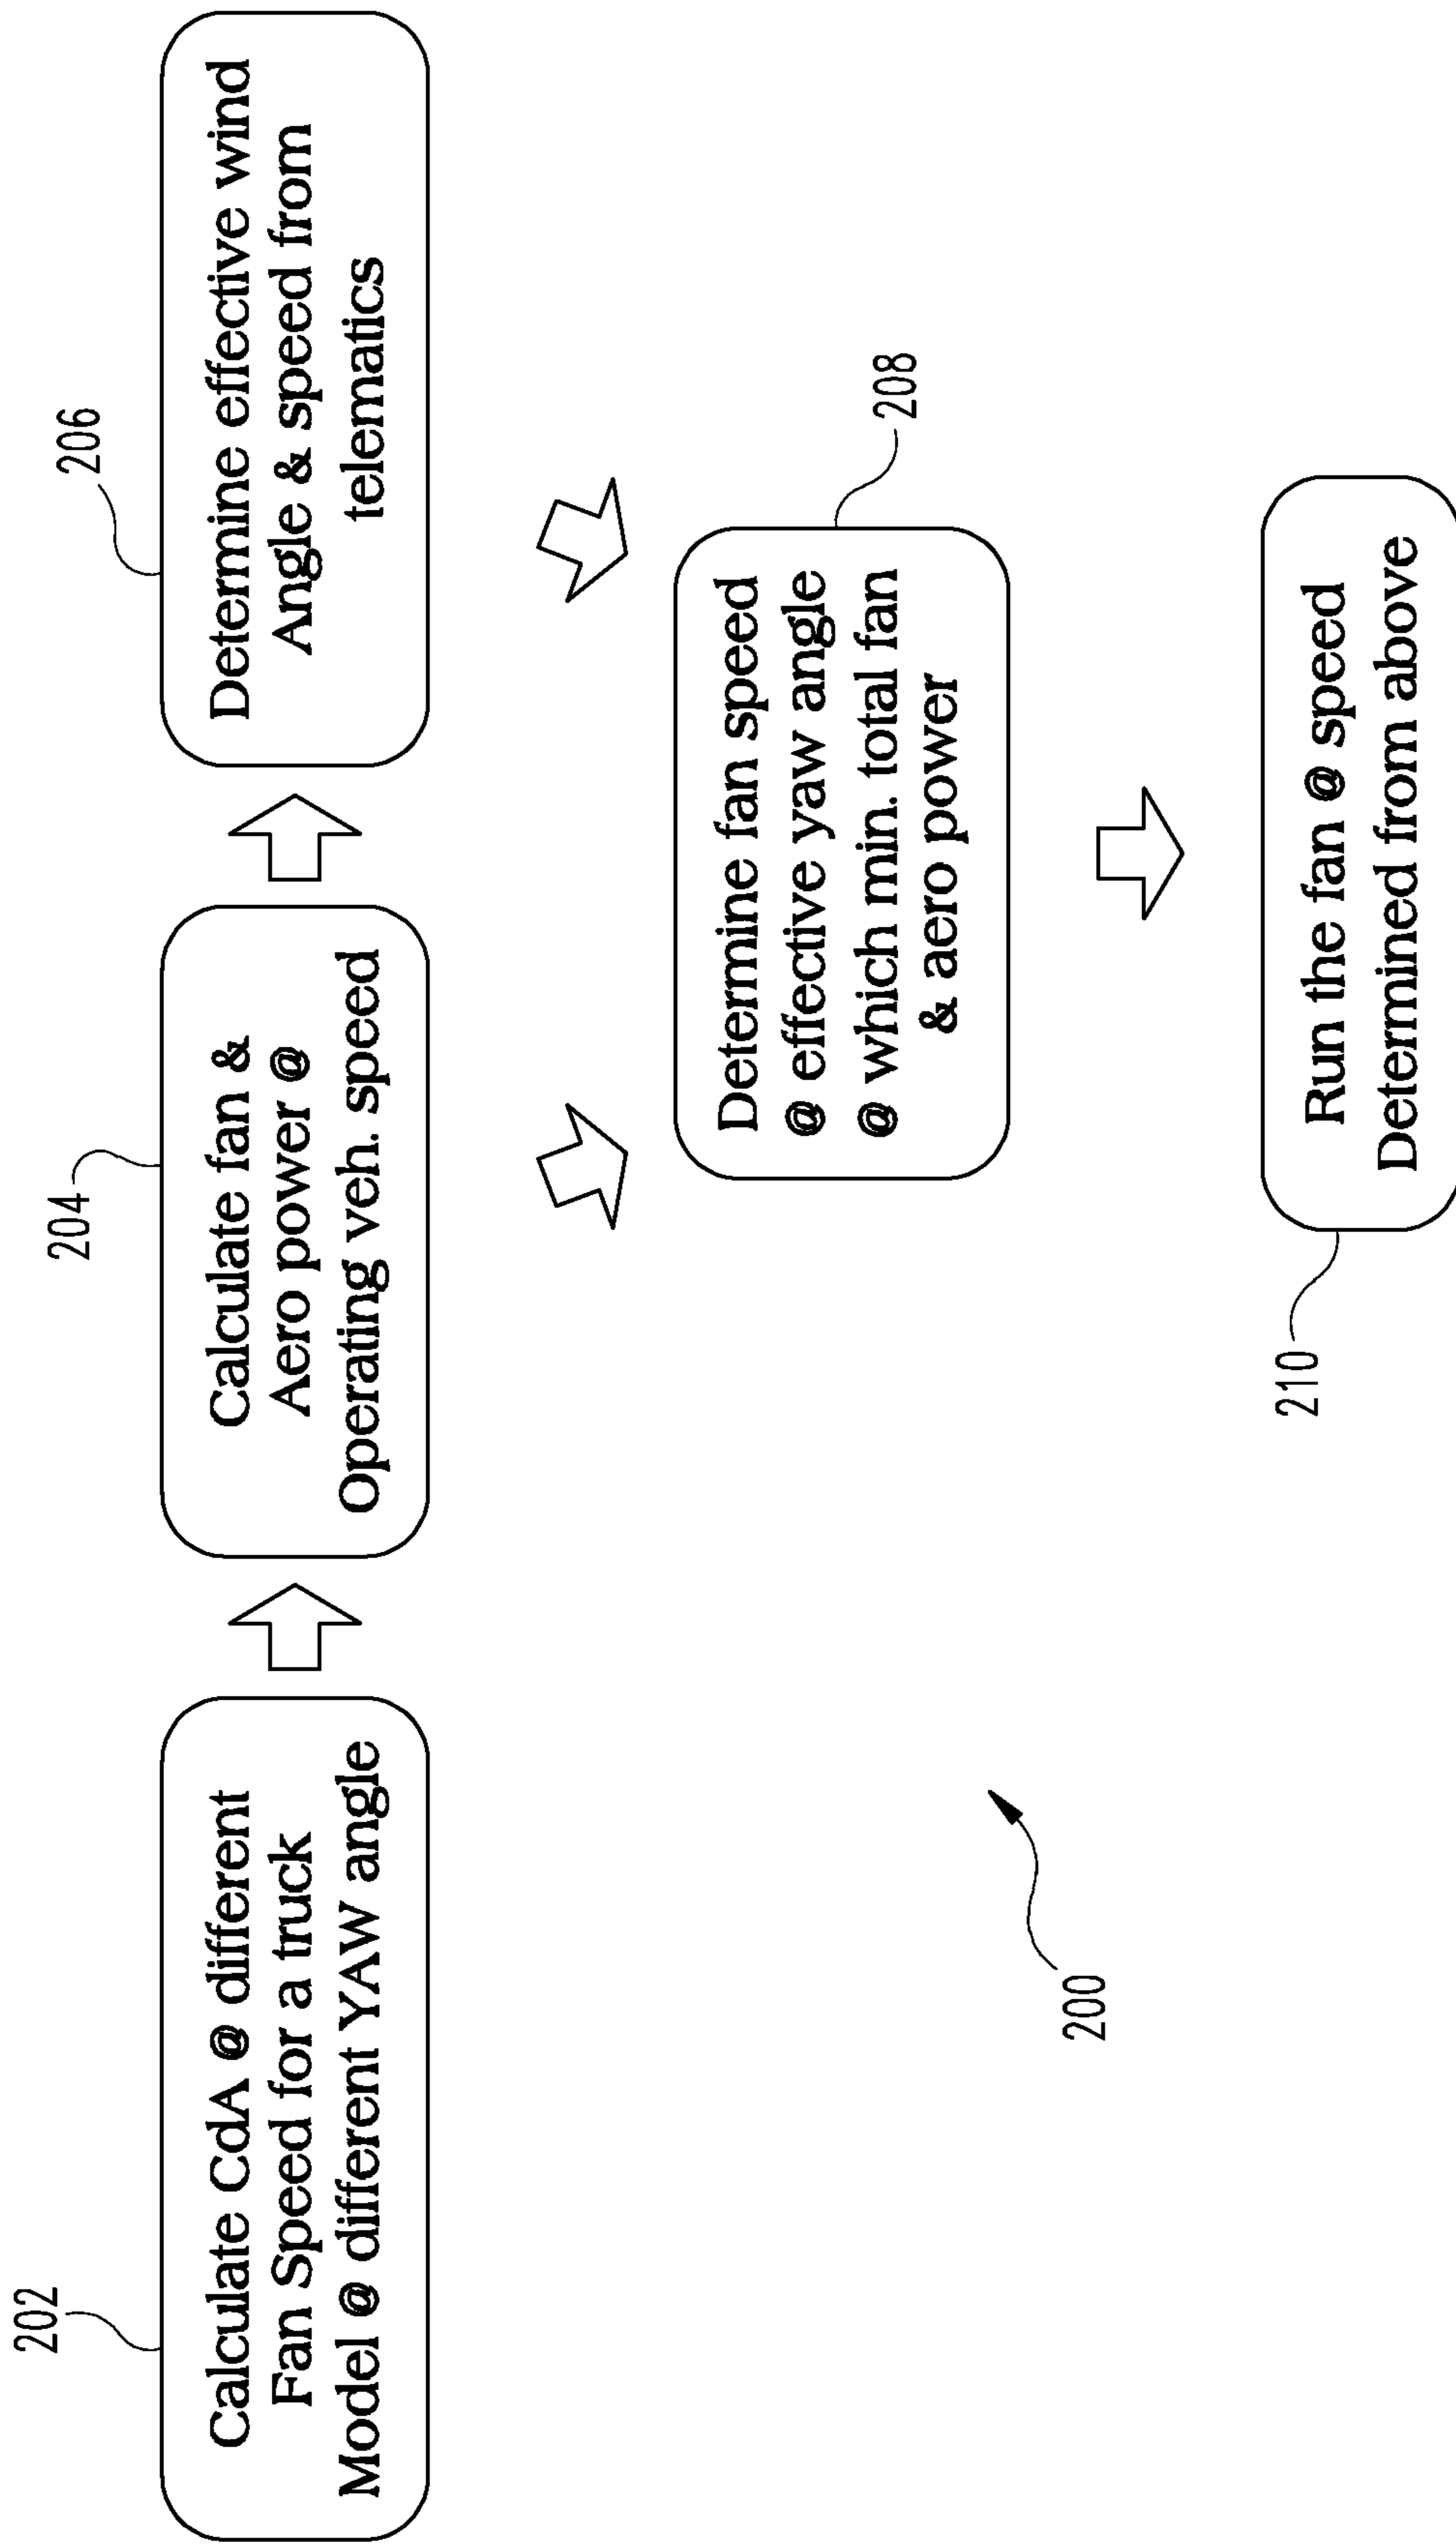 202
Calculate CdA @ different
Fan Speed for a truck
Model @ different YAW angle
204
Calculate fan &
Aero power @
Operating veh. speed
206
Determine effective wind
Angle & speed from
telematics
208
Determine fan speed
@ effective yaw angle
@ which min. total fan
& aero power
210
Run the fan @ speed
Determined from above
200